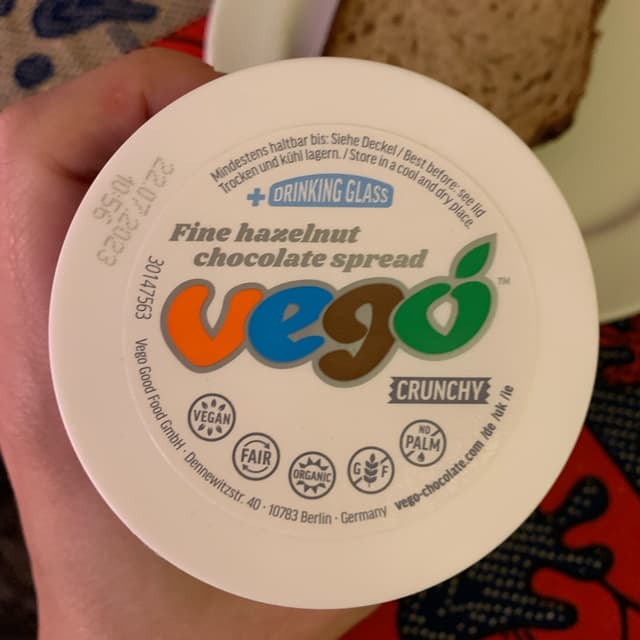 Mindestens haltbar bis: Siehe Deckel / Best before: see lid
Trocken und kühl lagern. / Store in a cool and dry place.
+ DRINKING GLASS
Fine hazelnut
chocolate spread
vego™
CRUNCHY
VEGAN
FAIR
ORGANIC
G F
NO PALM
Vego Good Food GmbH · Dennewitzstr. 40 · 10783 Berlin · Germany
vego-chocolate.com /de /uk /ie
30147563
22.07.2023
10:56